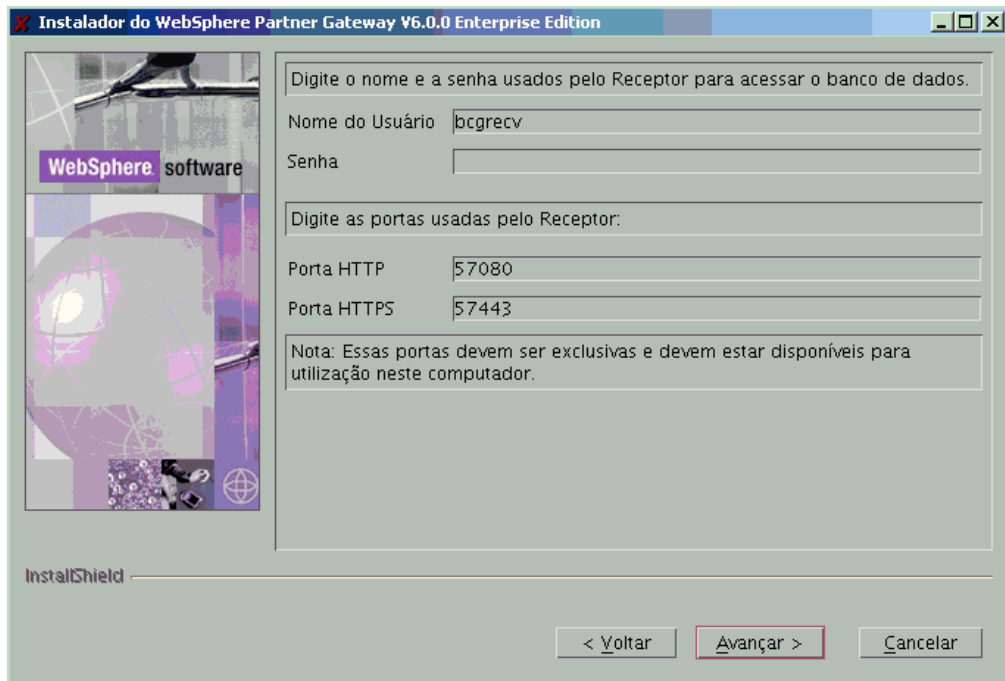 Instalador do WebSphere Partner Gateway V6.0.0 Enterprise Edition
WebSphere. software
Digite o nome e a senha usados pelo Receptor para acessar o banco de dados.
Nome do Usuário bcgrecv
Senha
Digite as portas usadas pelo Receptor:
Porta HTTP 57080
Porta HTTPS 57443
Nota: Essas portas devem ser exclusivas e devem estar disponíveis para
utilização neste computador.
InstallShield
< Voltar Avançar > Cancelar